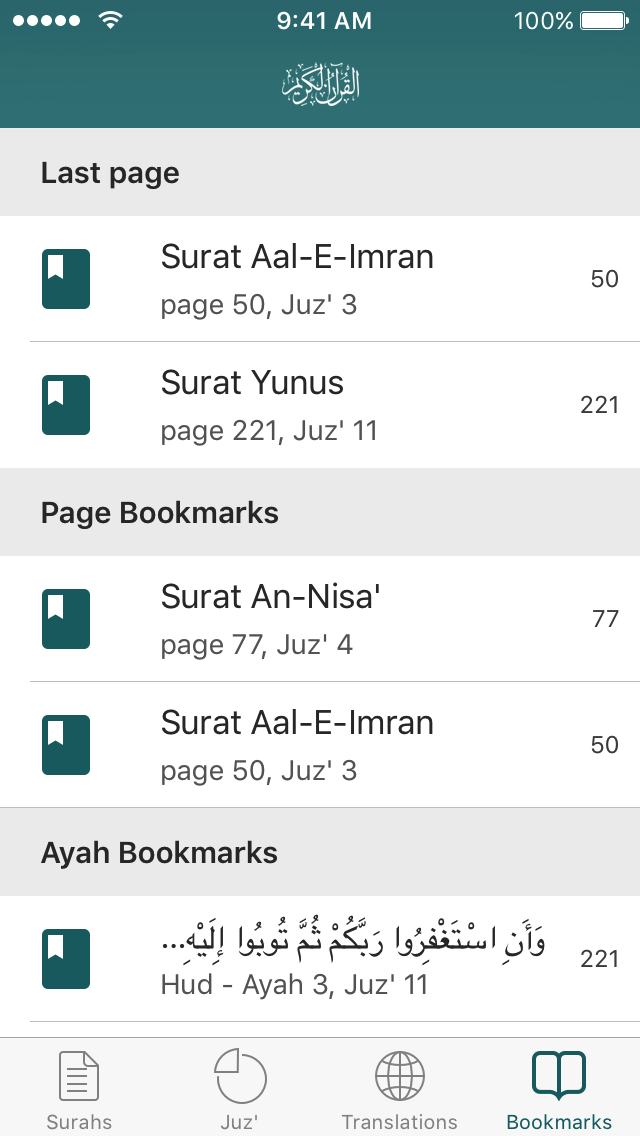 9:41 AM 100%
القرآن الكريم
Last page
Surat Aal-E-Imran
page 50, Juz' 3
50
Surat Yunus
page 221, Juz' 11
221
Page Bookmarks
Surat An-Nisa'
page 77, Juz' 4
77
Surat Aal-E-Imran
page 50, Juz' 3
50
Ayah Bookmarks
وَأَنِ اسْتَغْفِرُوا رَبَّكُمْ ثُمَّ تُوبُوا إِلَيْهِ...
Hud - Ayah 3, Juz' 11
221
Surahs
Juz'
Translations
Bookmarks